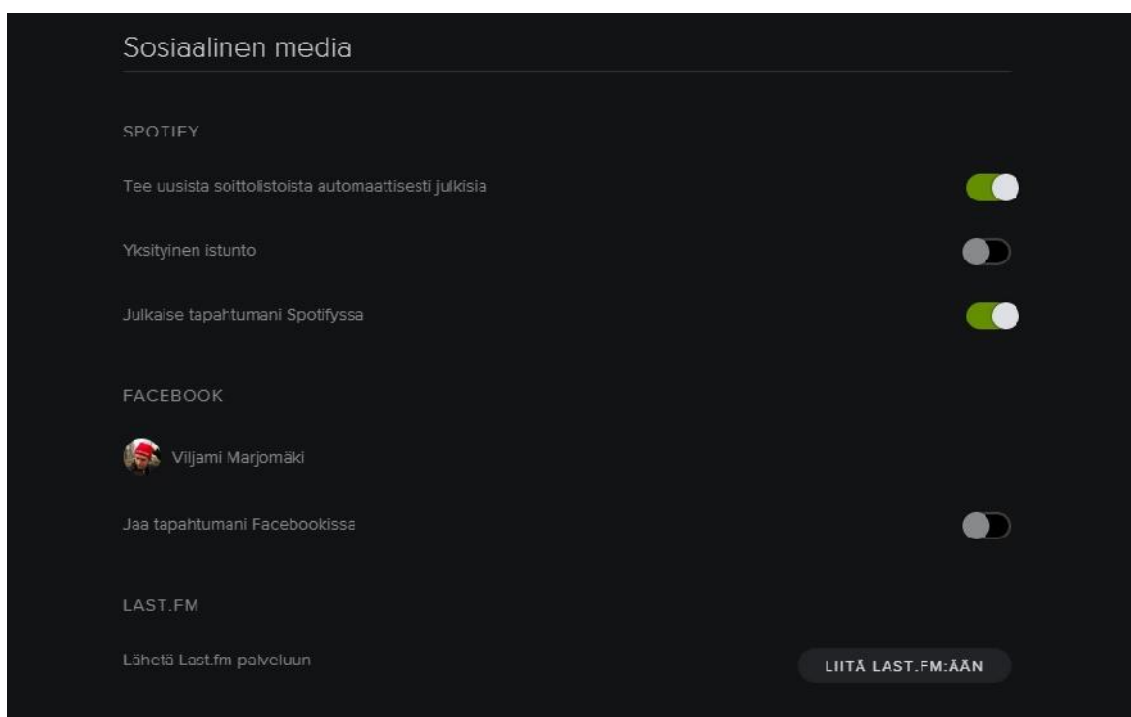 Sosiaalinen media
SPOTIFY
Tee uusista soittolistoista automaattisesti julkisia
Yksityinen istunto
Julkaise tapahtumani Spotifyssa
FACEBOOK
Viljami Marjomäki
Jaa tapahtumani Facebookissa
LAST.FM
Lähetä Last.fm palveluun
LIITÄ LAST.FM:ÄÄN